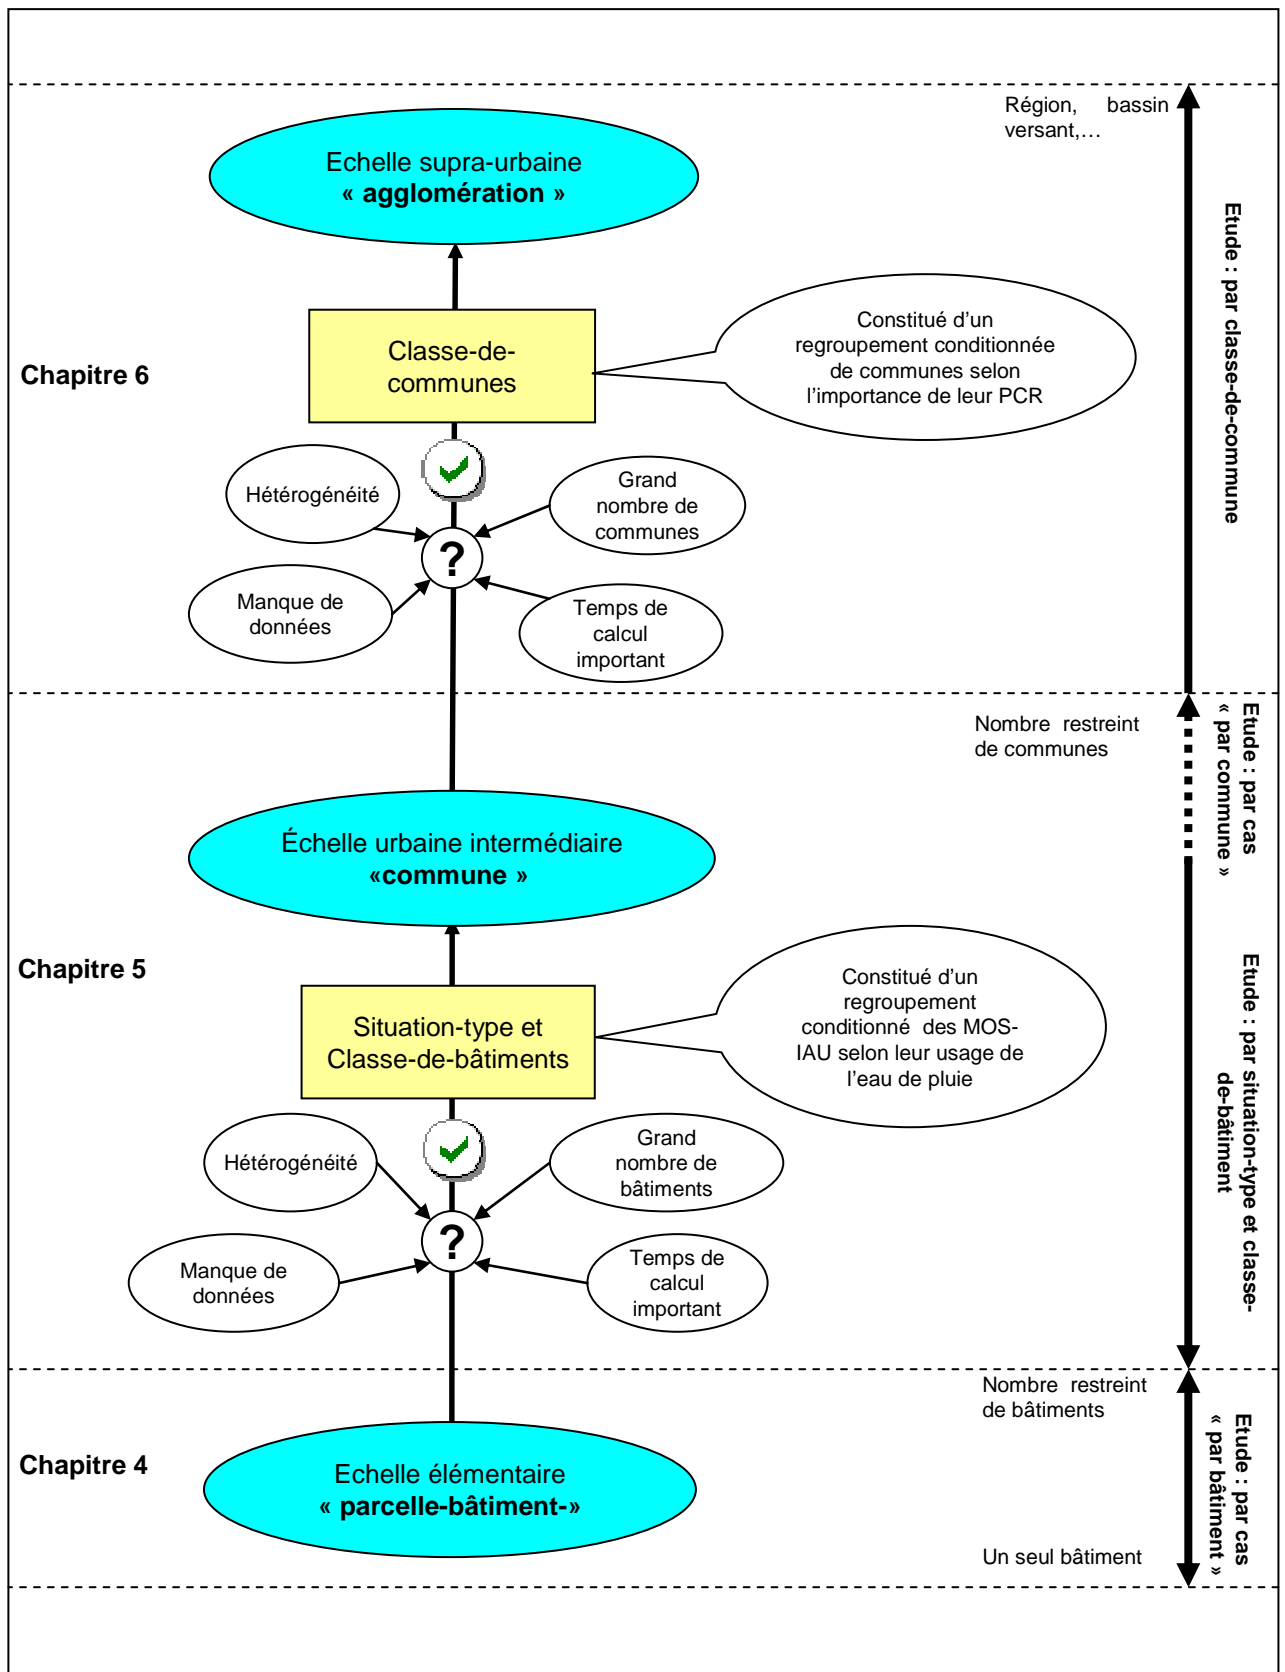 Région, bassin
versant,...
Echelle supra-urbaine
« agglomération »
Etude : par classe-de-commune
Chapitre 6
Classe-de-
communes
Constitué d’un
regroupement conditionnée
de communes selon
l’importance de leur PCR
Hétérogénéité
Grand
nombre de
communes
?
Manque de
données
Temps de
calcul
important
Nombre restreint
de communes
Etude : par cas
« par commune »
Échelle urbaine intermédiaire
«commune »
Chapitre 5
Situation-type et
Classe-de-bâtiments
Constitué d’un
regroupement
conditionné des MOS-
IAU selon leur usage de
l’eau de pluie
Etude : par situation-type et classe-
de-bâtiment
Hétérogénéité
Grand
nombre de
bâtiments
?
Manque de
données
Temps de
calcul
important
Nombre restreint
de bâtiments
Chapitre 4
Echelle élémentaire
« parcelle-bâtiment-»
Etude : par cas
« par bâtiment »
Un seul bâtiment